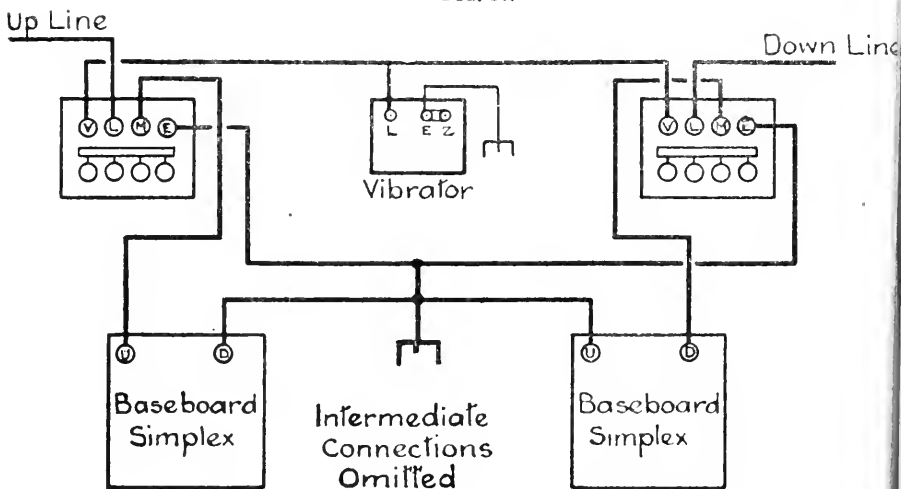 Up Line
Down Line
V L M E
L E Z
V L M E
Vibrator
U D
U D
Baseboard
Simplex
Intermediate
Connections
Omitted
Baseboard
Simplex